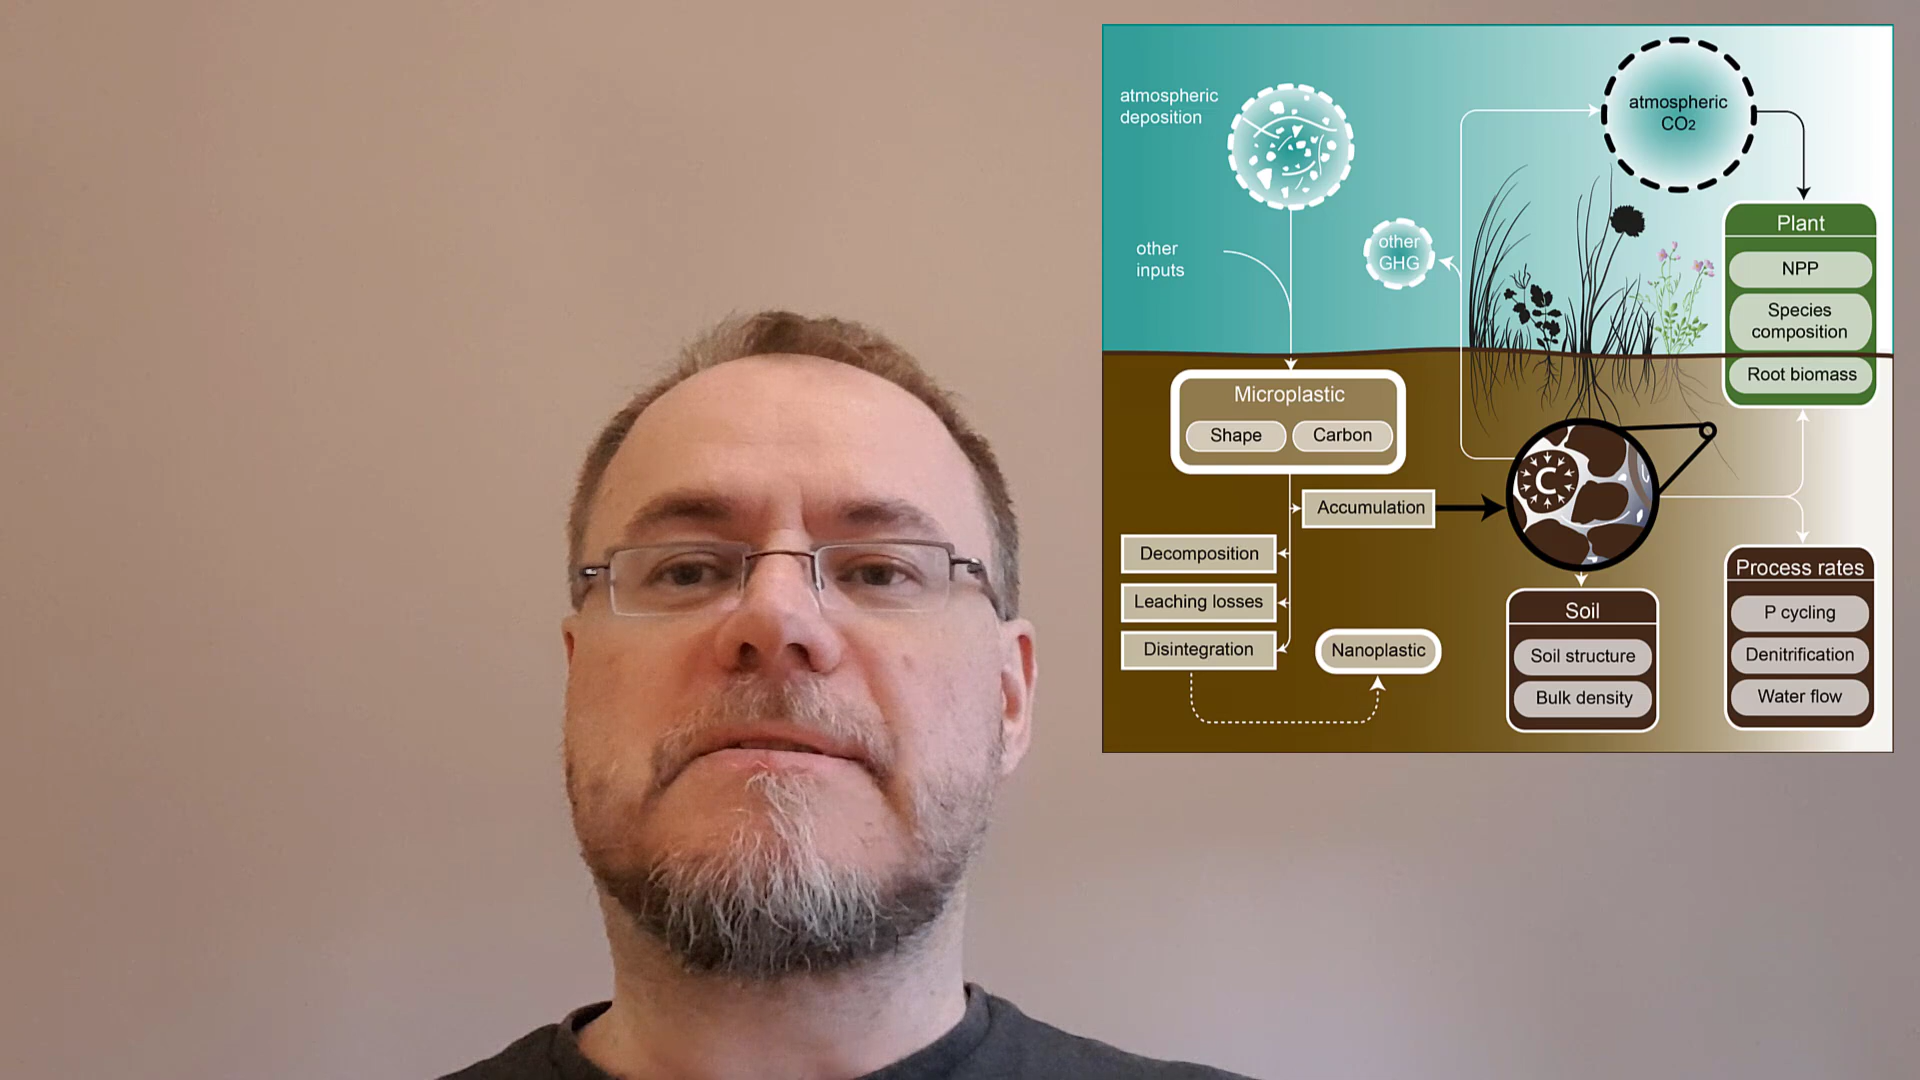 atmospheric
deposition
other
inputs
other
GHG
atmospheric
CO2
Plant
NPP
Species
composition
Root biomass
Microplastic
Shape
Carbon
Accumulation
C
Decomposition
Leaching losses
Disintegration
Nanoplastic
Soil
Soil structure
Bulk density
Process rates
P cycling
Denitrification
Water flow